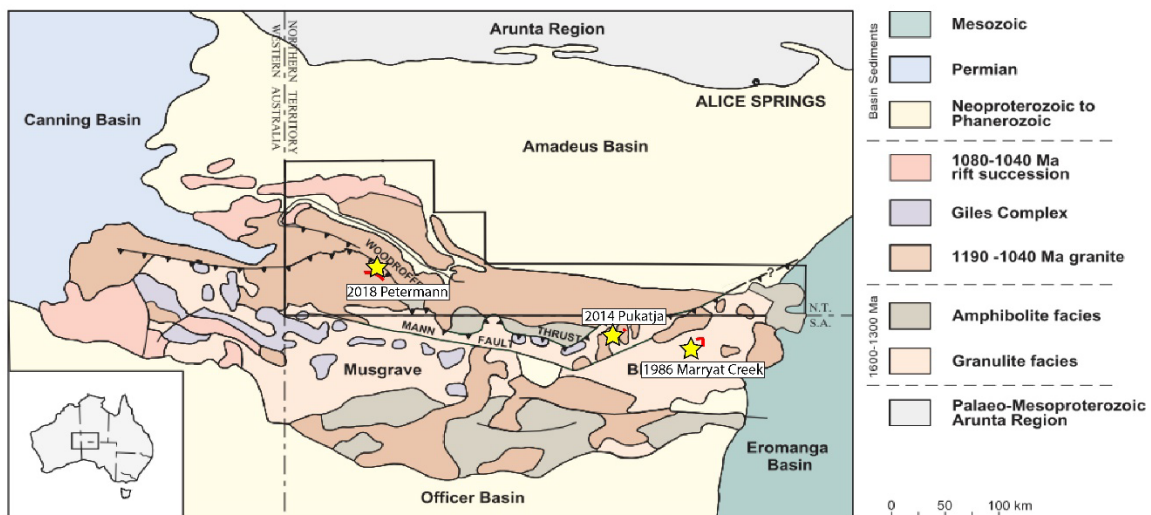 Arunta Region
NORTHERN TERRITORY
WESTERN AUSTRALIA
ALICE SPRINGS
Canning Basin
Amadeus Basin
WOODROFFE
2018 Petermann
N.T.
S.A.
?
2014 Pukatja
MANN
FAULT
THRUST
Musgrave
B
1986 Marryat Creek
Eromanga
Basin
Officer Basin
Basin Sediments
Mesozoic
Permian
Neoproterozoic to
Phanerozoic
1080-1040 Ma
rift succession
Giles Complex
1190 -1040 Ma granite
1600-1300 Ma
Amphibolite facies
Granulite facies
Palaeo-Mesoproterozoic
Arunta Region
0 50 100 km